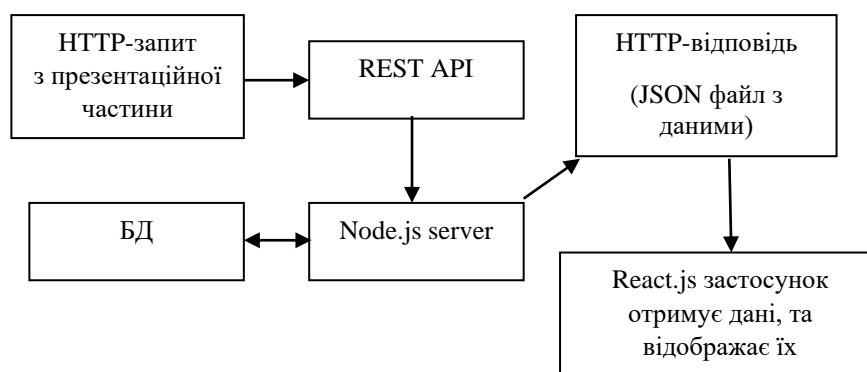 HTTP-запит
з презентаційної
частини
REST API
HTTP-відповідь
(JSON файл з
даними)
БД
Node.js server
React.js застосунок
отримує дані, та
відображає їх